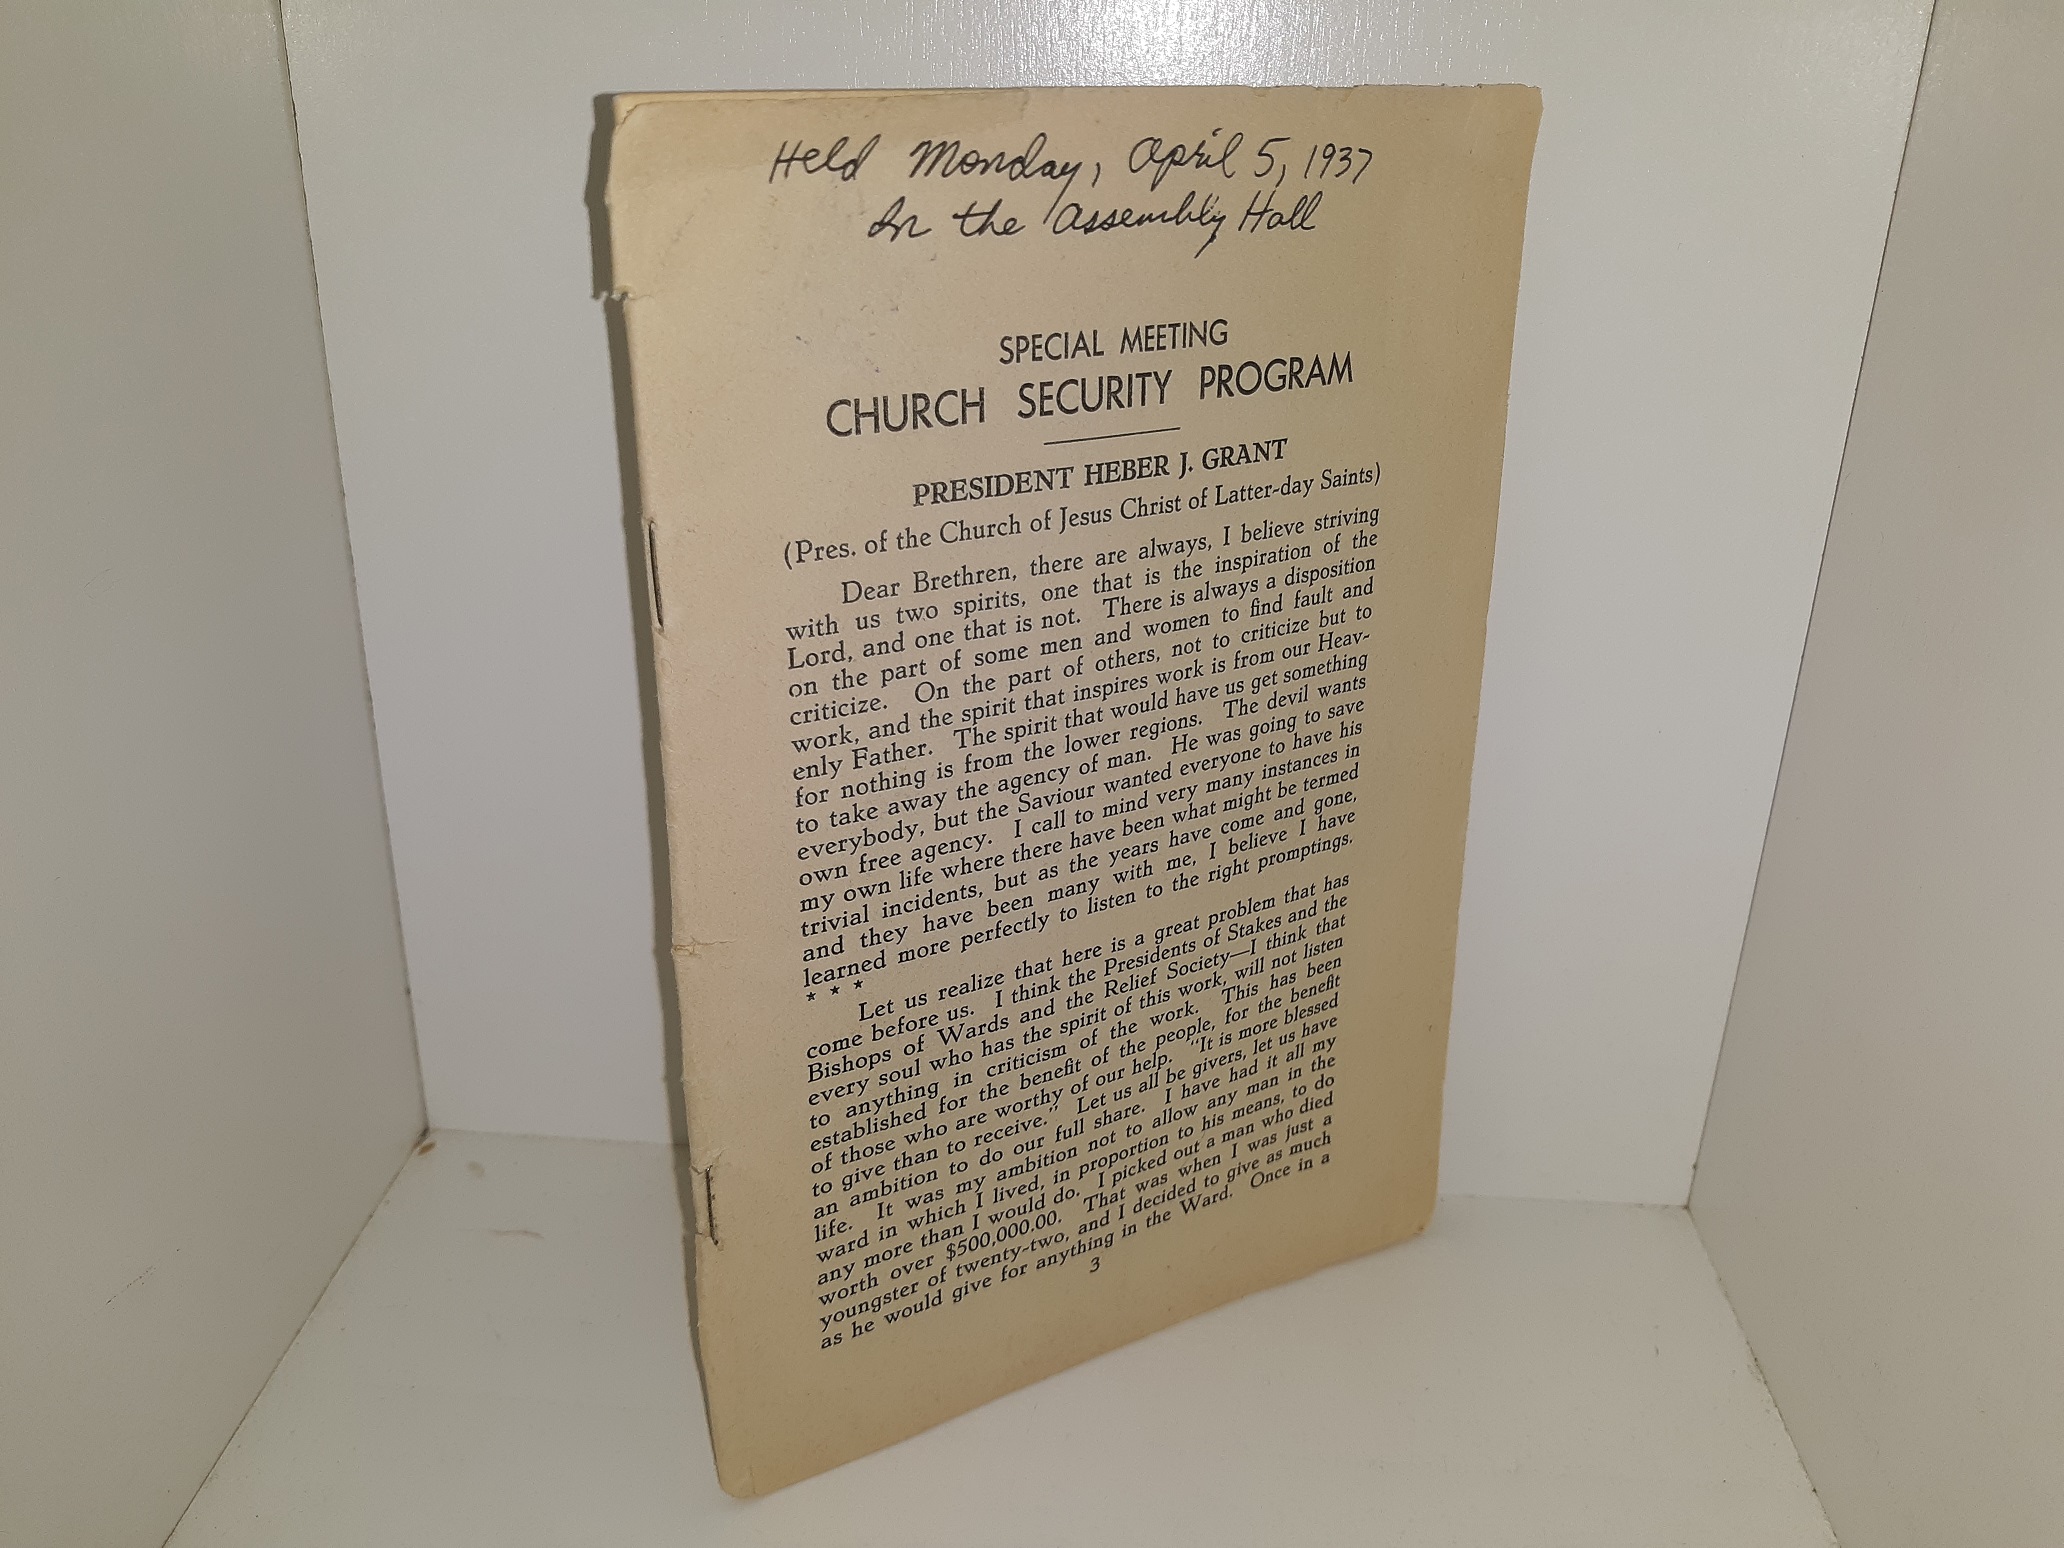 Held Monday, April 5, 1937
In the Assembly Hall
SPECIAL MEETING
CHURCH SECURITY PROGRAM
PRESIDENT HEBER J. GRANT
(Pres. of the Church of Jesus Christ of Latter-day Saints)
Dear Brethren, there are always, I believe striving
with us two spirits, one that is the inspiration of the
Lord, and one that is not. There is always a disposition
on the part of some men and women to find fault and
criticize. On the part of others, not to criticize but to
work, and the spirit that inspires work is from our Heav-
enly Father. The spirit that would have us get something
for nothing is from the lower regions. The devil wants
to take away the agency of man. He was going to save
everybody, but the Saviour wanted everyone to have his
own free agency. I call to mind very many instances in
my own life where there have been what might be termed
trivial incidents, but as the years have come and gone,
and they have been many with me, I believe I have
learned more perfectly to listen to the right promptings.
* * *
Let us realize that here is a great problem that has
come before us. I think the Presidents of Stakes and the
Bishops of Wards and the Relief Society—I think that
every soul who has the spirit of this work, will not listen
to anything in criticism of the work. This has been
established for the benefit of the people, for the benefit
of those who are worthy of our help. "It is more blessed
to give than to receive." Let us all be givers, let us have
an ambition to do our full share. I have had it all my
life. It was my ambition not to allow any man in the
ward in which I lived, in proportion to his means, to do
any more than I would do. I picked out a man who died
worth over $500,000.00. That was when I was just a
youngster of twenty-two, and I decided to give as much
as he would give for anything in the Ward. Once in a
3